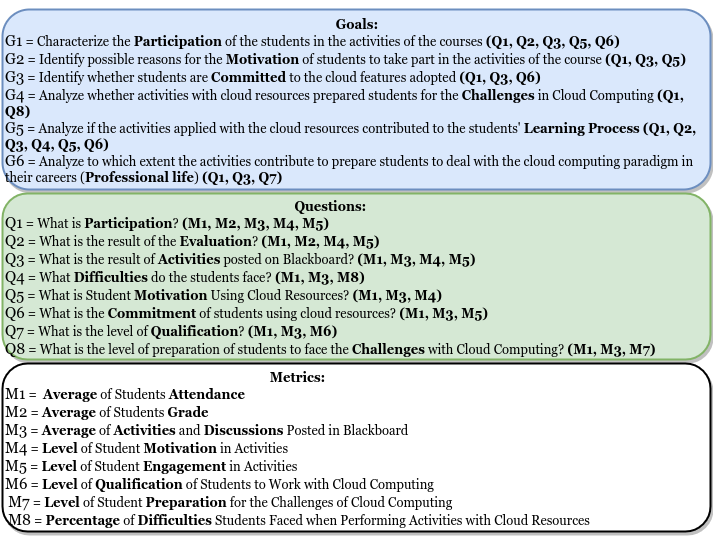 Goals:
G1 = Characterize the Participation of the students in the activities of the courses (Q1, Q2, Q3, Q5, Q6)
G2 = Identify possible reasons for the Motivation of students to take part in the activities of the course (Q1, Q3, Q5)
G3 = Identify whether students are Committed to the cloud features adopted (Q1, Q3, Q6)
G4 = Analyze whether activities with cloud resources prepared students for the Challenges in Cloud Computing (Q1,
Q8)
G5 = Analyze if the activities applied with the cloud resources contributed to the students' Learning Process (Q1, Q2,
Q3, Q4, Q5, Q6)
G6 = Analyze to which extent the activities contribute to prepare students to deal with the cloud computing paradigm in
their careers (Professional life) (Q1, Q3, Q7)
Questions:
Q1 = What is Participation? (M1, M2, M3, M4, M5)
Q2 = What is the result of the Evaluation? (M1, M2, M4, M5)
Q3 = What is the result of Activities posted on Blackboard? (M1, M3, M4, M5)
Q4 = What Difficulties do the students face? (M1, M3, M8)
Q5 = What is Student Motivation Using Cloud Resources? (M1, M3, M4)
Q6 = What is the Commitment of students using cloud resources? (M1, M3, M5)
Q7 = What is the level of Qualification? (M1, M3, M6)
Q8 = What is the level of preparation of students to face the Challenges with Cloud Computing? (M1, M3, M7)
Metrics:
M1 = Average of Students Attendance
M2 = Average of Students Grade
M3 = Average of Activities and Discussions Posted in Blackboard
M4 = Level of Student Motivation in Activities
M5 = Level of Student Engagement in Activities
M6 = Level of Qualification of Students to Work with Cloud Computing
M7 = Level of Student Preparation for the Challenges of Cloud Computing
M8 = Percentage of Difficulties Students Faced when Performing Activities with Cloud Resources